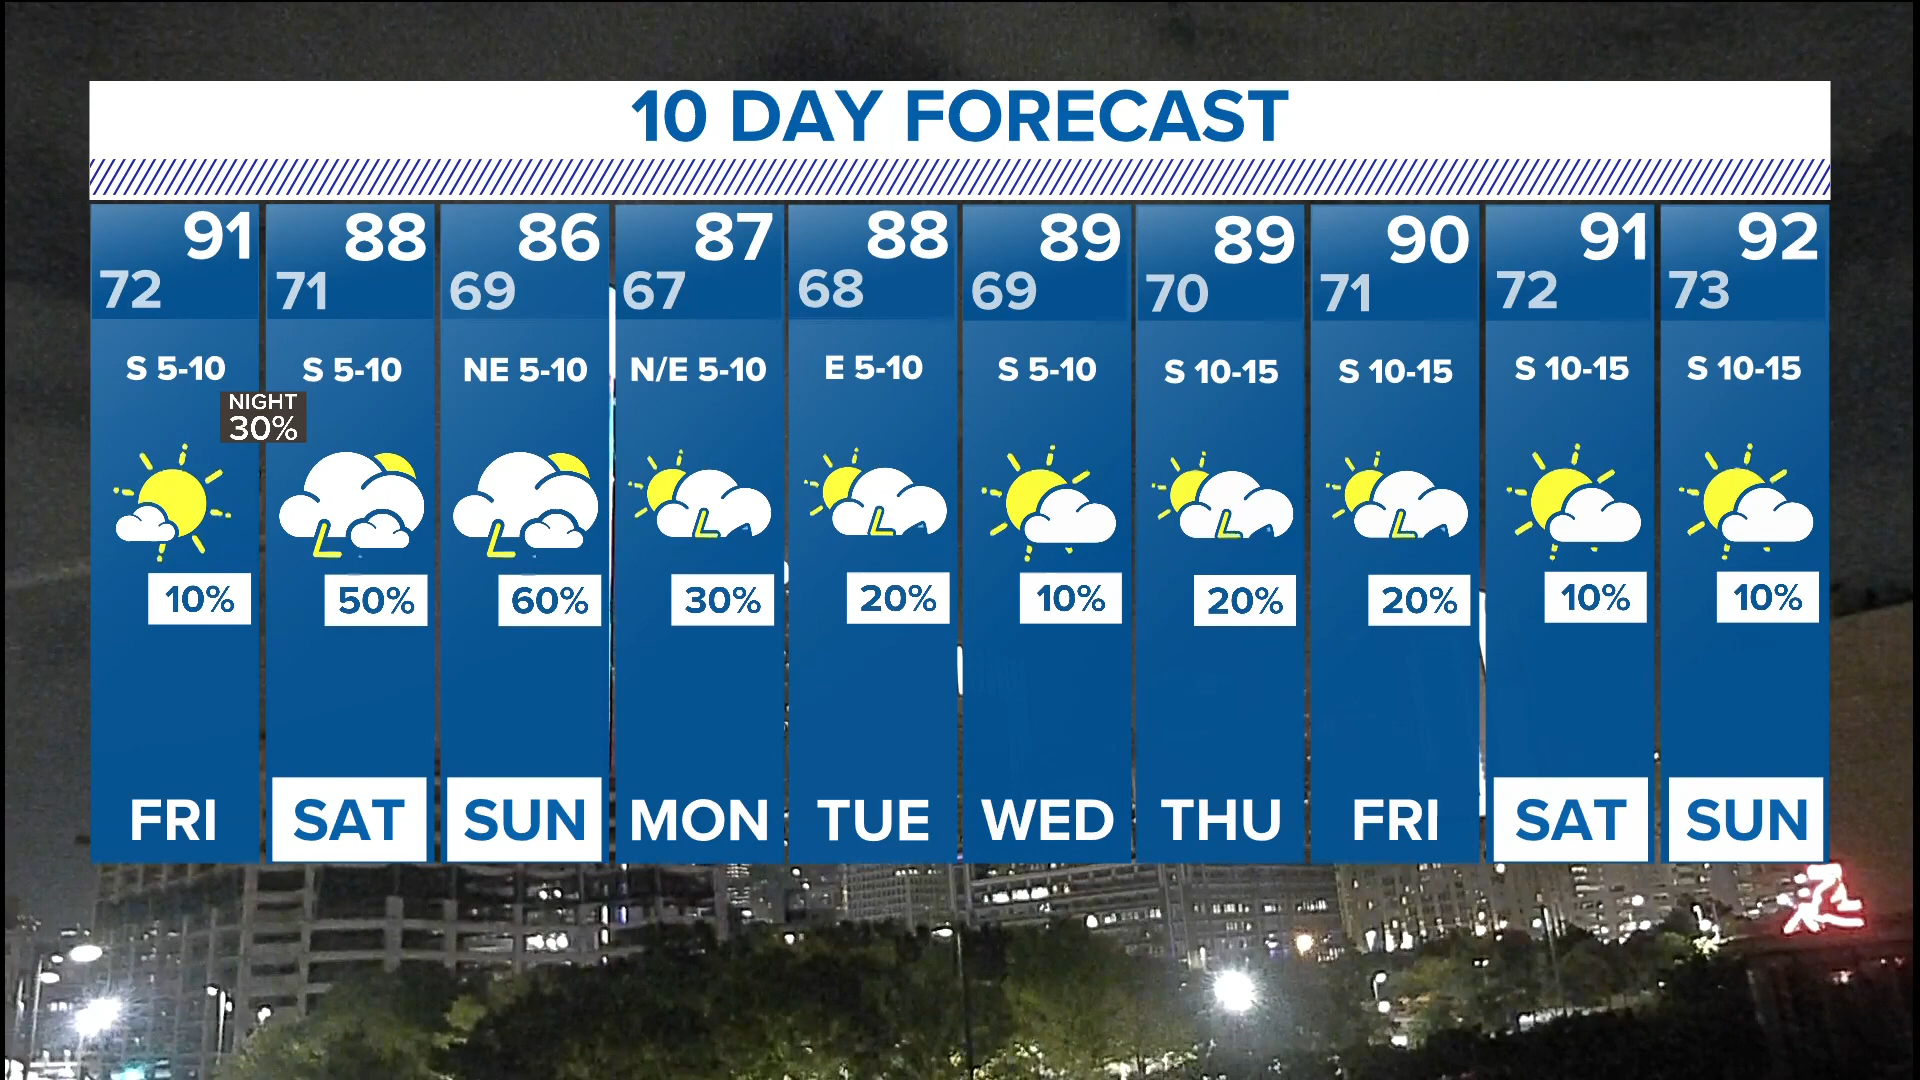 10 DAY FORECAST
91 88 86 87 88 89 89 90 91 92
72 71 69 67 68 69 70 71 72 73
S 5-10 S 5-10 NE 5-10 N/E 5-10 E 5-10 S 5-10 S 10-15 S 10-15 S 10-15 S 10-15
NIGHT
30%
10% 50% 60% 30% 20% 10% 20% 20% 10% 10%
FRI SAT SUN MON TUE WED THU FRI SAT SUN